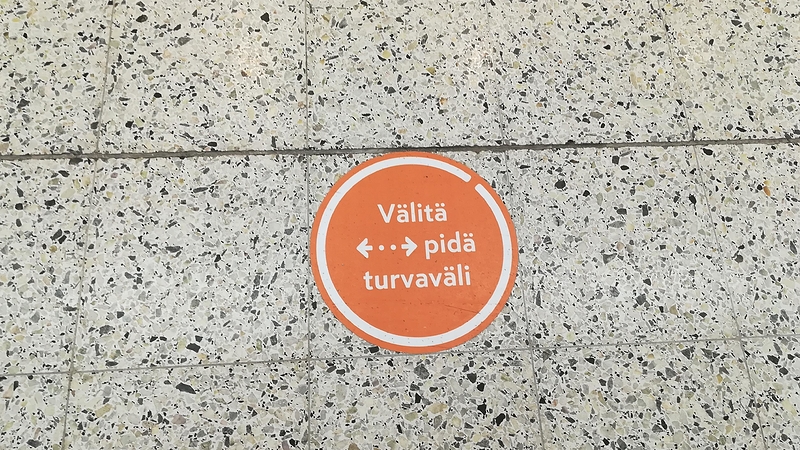 Välitä
<··> pidä
turvaväli